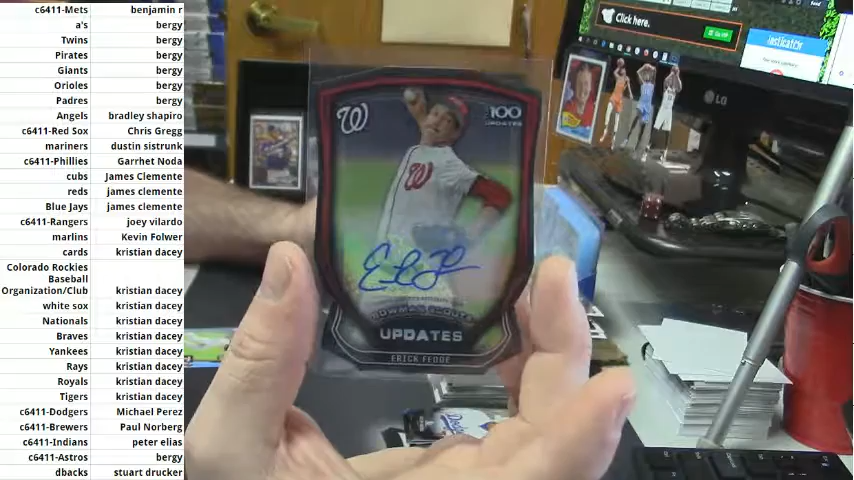 c6411-Mets benjamin r
a's bergy
Twins bergy
Pirates bergy
Giants bergy
Orioles bergy
Padres bergy
Angels bradley shapiro
c6411-Red Sox Chris Gregg
mariners dustin sistrunk
c6411-Phillies Garrhet Noda
cubs James Clemente
reds james clemente
Blue Jays james clemente
c6411-Rangers joey vilardo
marlins Kevin Folwer
cards kristian dacey
Colorado Rockies
Baseball
Organization/Club kristian dacey
white sox kristian dacey
Nationals kristian dacey
Braves kristian dacey
Yankees kristian dacey
Rays kristian dacey
Royals kristian dacey
Tigers kristian dacey
c6411-Dodgers Michael Perez
c6411-Brewers Paul Norberg
c6411-Indians peter elias
c6411-Astros bergy
dbacks stuart drucker
W
100
UPDATES
W
BOWMAN SCOUTS
UPDATES
ERICK FEDDE
Click here.
LG